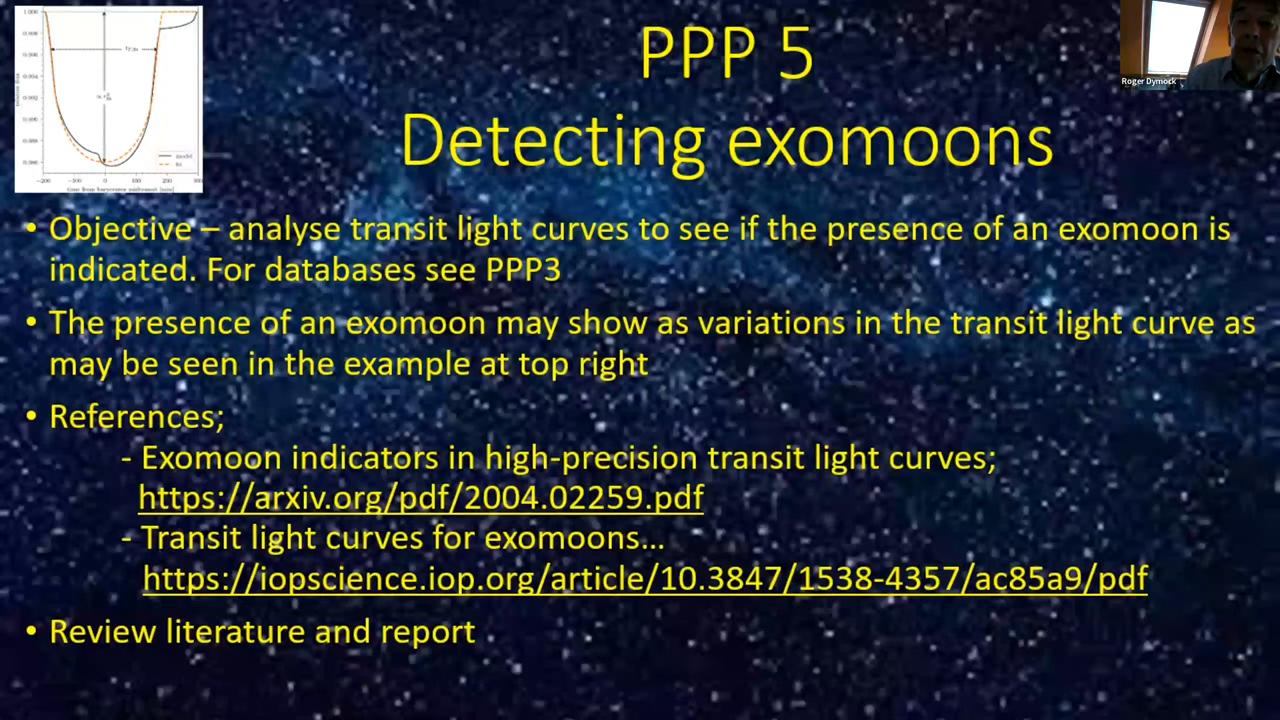 PPP 5
Detecting exomoons
Roger Dymock
• Objective – analyse transit light curves to see if the presence of an exomoon is
indicated. For databases see PPP3
• The presence of an exomoon may show as variations in the transit light curve as
may be seen in the example at top right
• References;
- Exomoon indicators in high-precision transit light curves;
https://arxiv.org/pdf/2004.02259.pdf
- Transit light curves for exomoons...
https://iopscience.iop.org/article/10.3847/1538-4357/ac85a9/pdf
• Review literature and report